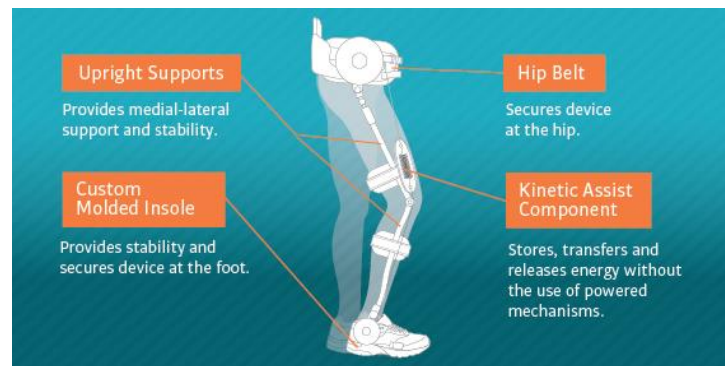 Upright Supports
Provides medial-lateral
support and stability.
Custom
Molded Insole
Provides stability and
secures device at the foot.
Hip Belt
Secures device
at the hip.
Kinetic Assist
Component
Stores, transfers and
releases energy without
the use of powered
mechanisms.